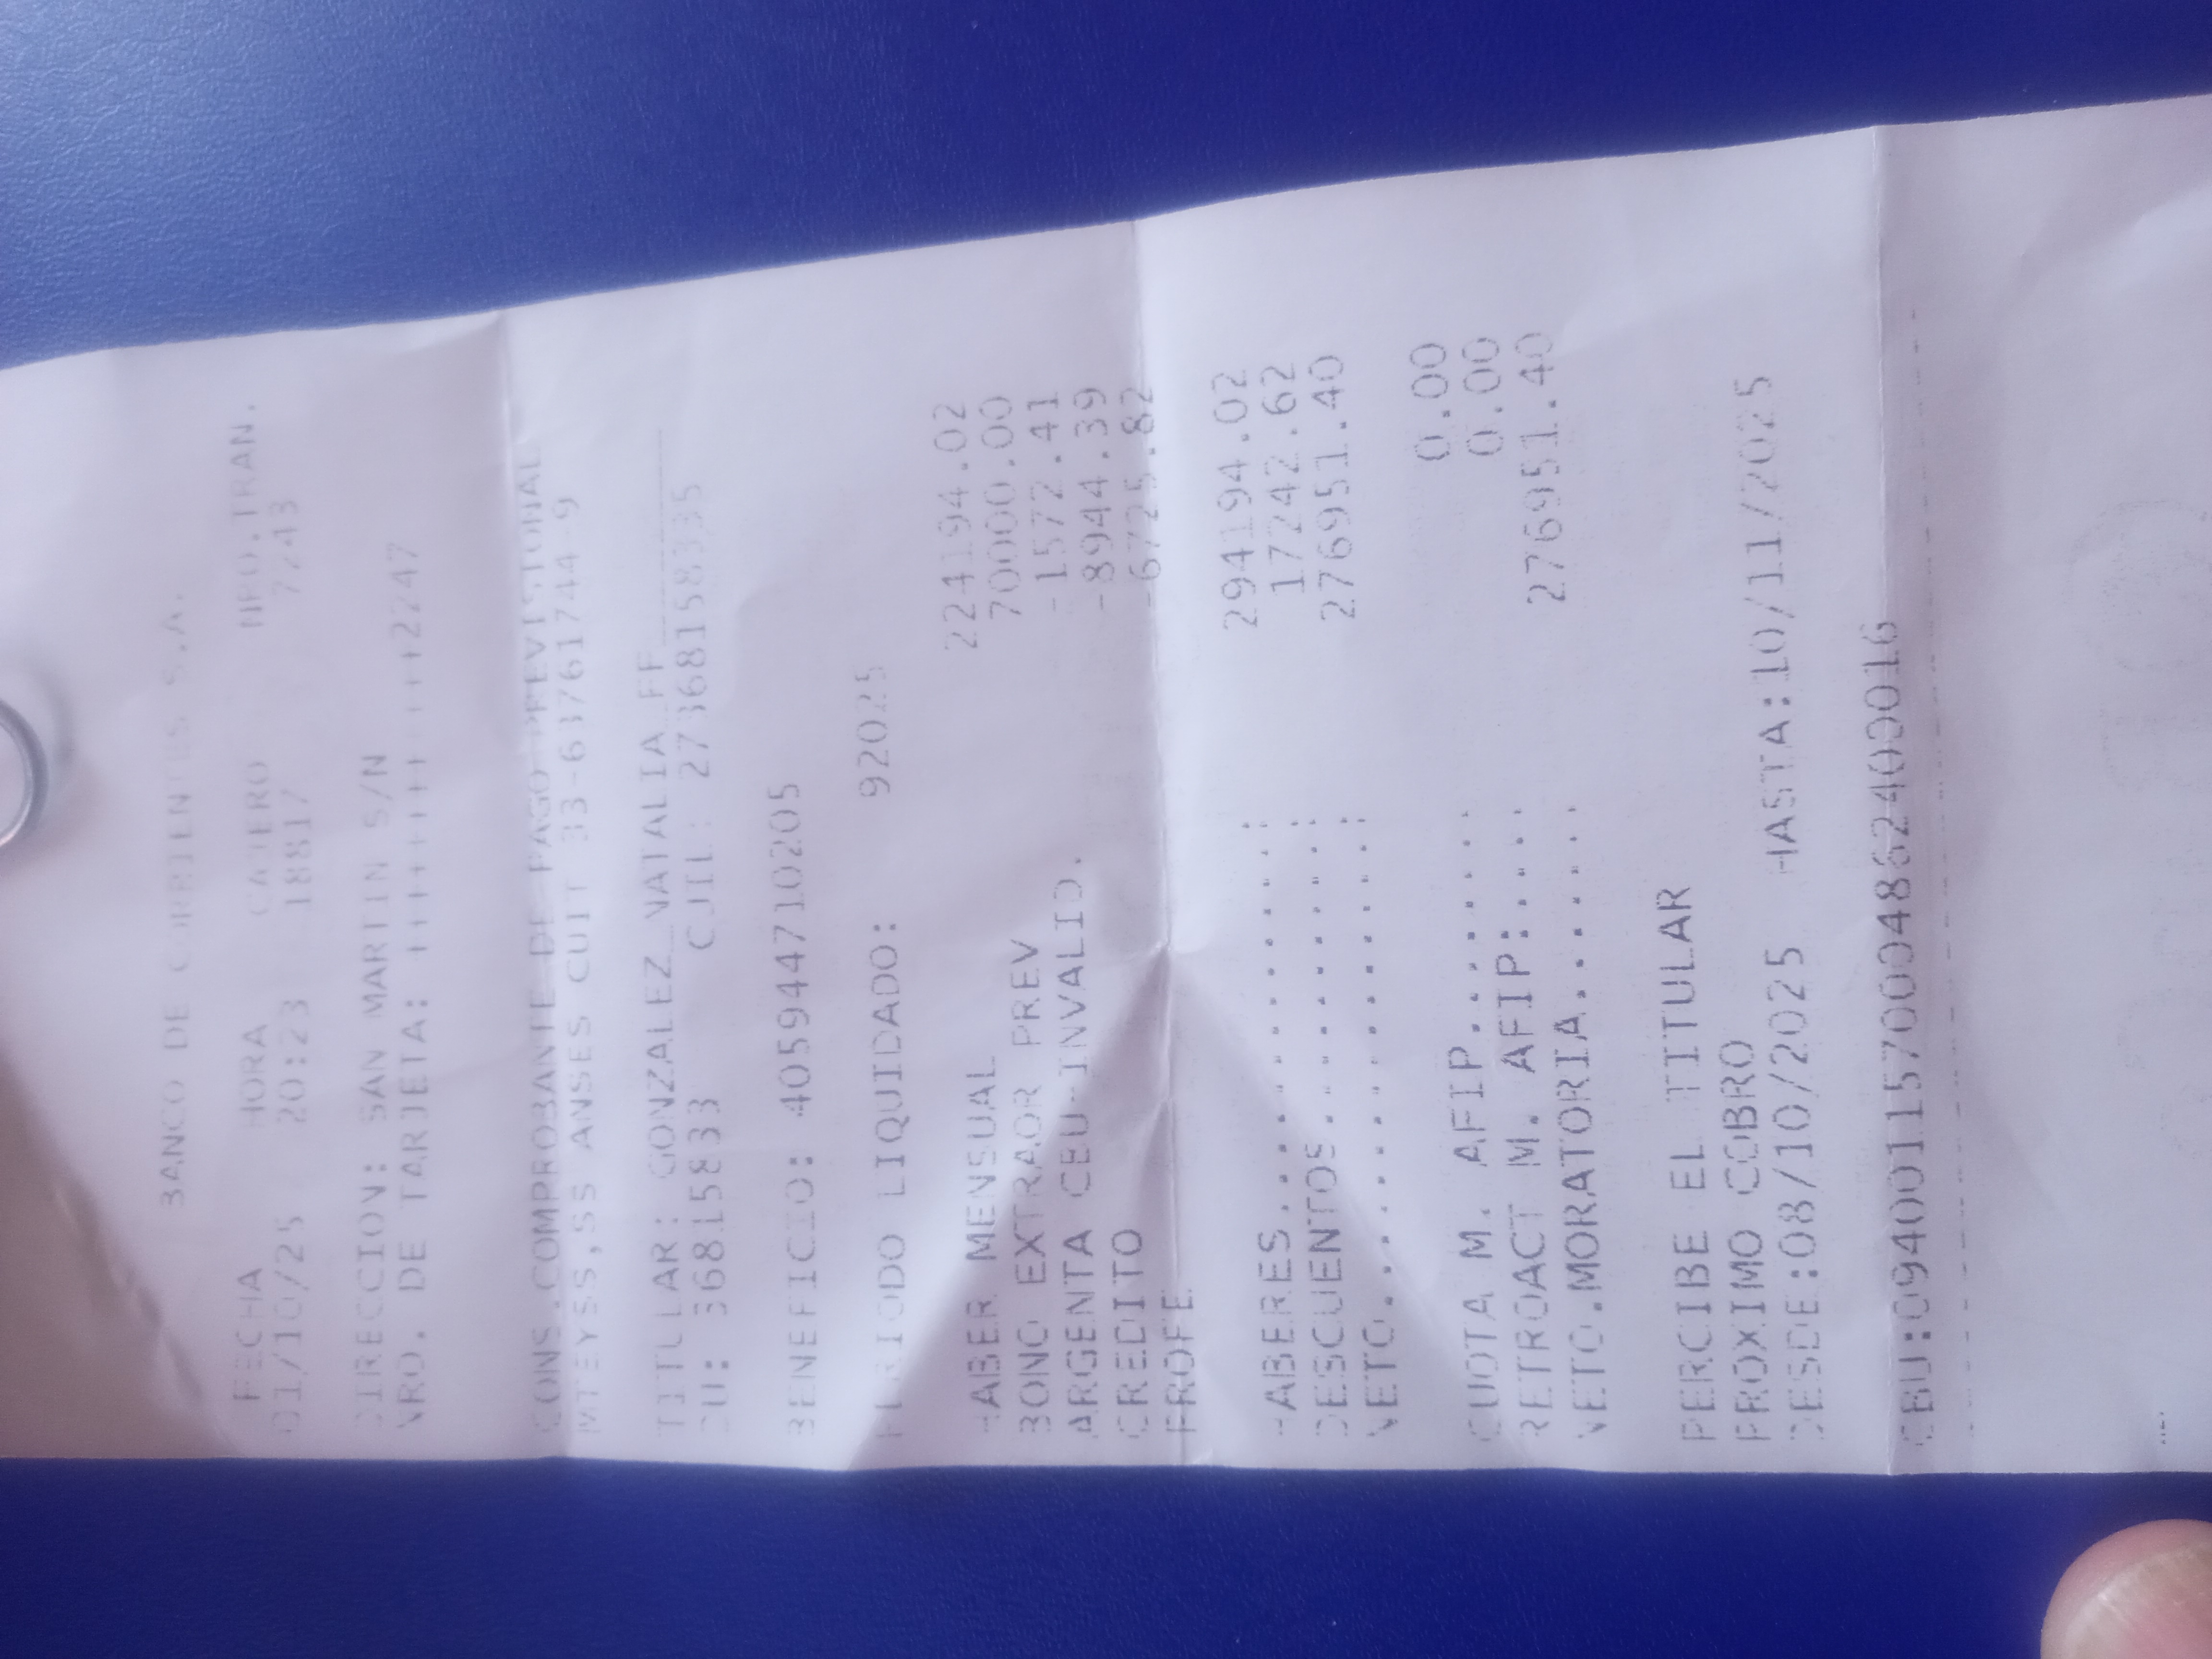 BANCO DE CORRIENTES S.A.
FECHA HORA CAJERO NRO.TRAN.
01/10/25 20:23 18817 7243
DIRECCION: SAN MARTIN S/N
NRO. DE TARJETA: 2247
CONS.COMPROBANTE DE PAGO PREVISIONAL
MTEYSS,SS ANSES CUIT 33-63761744-9
TITULAR: GONZALEZ NATALIA FF
DU: 36815833 CUIL: 27368158335
BENEFICIO: 405944710205
PERIODO LIQUIDADO: 92025
HABER MENSUAL 224194.02
BONO EXTRAOR PREV 70000.00
ARGENTA CEU-INVALID. -1572.41
CREDITO -8944.39
PROFE -6725.82
HABERES..............: 294194.02
DESCUENTOS...........: 17242.62
NETO.................: 276951.40
CUOTA M. AFIP........ 0.00
RETROACT M. AFIP:.... 0.00
NETO.MORATORIA....... 276951.40
PERCIBE EL TITULAR
PROXIMO COBRO
DESDE:08/10/2025 HASTA:10/11/2025
CBU:0940011570004862400016